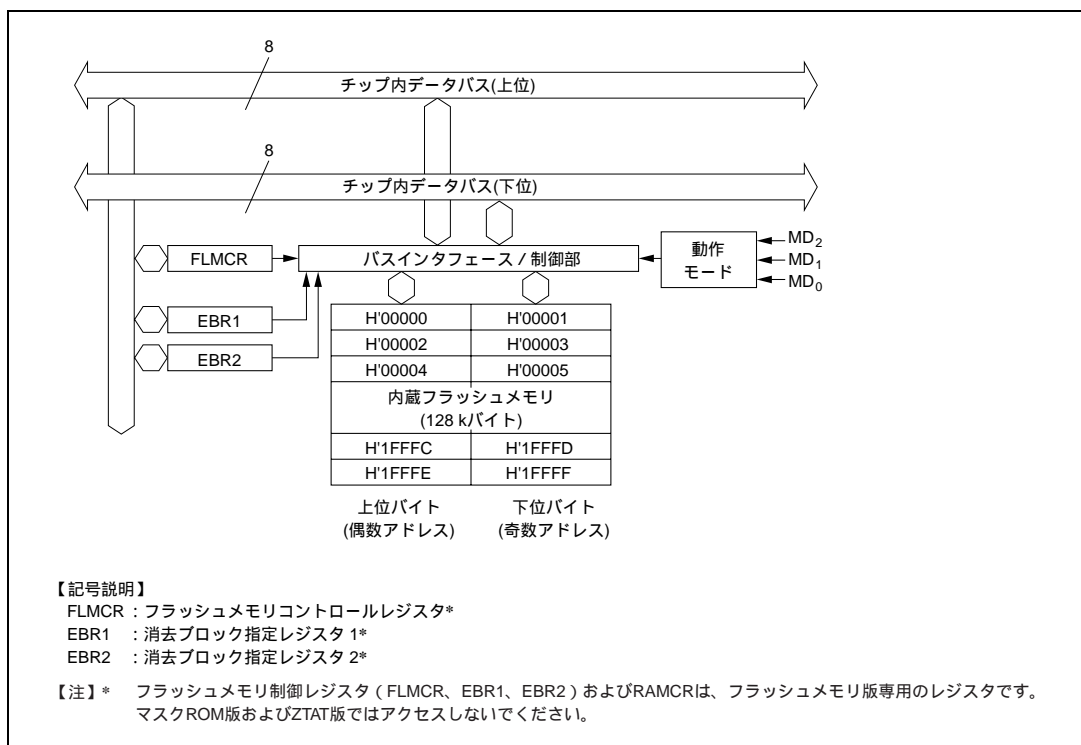 8
チップ内データバス(上位)
8
チップ内データバス(下位)
FLMCR
バスインタフェース / 制御部
動作
モード
MD2
MD1
MD0
EBR1
EBR2
H'00000 H'00001
H'00002 H'00003
H'00004 H'00005
内蔵フラッシュメモリ
(128 kバイト)
H'1FFFC H'1FFFD
H'1FFFE H'1FFFF
上位バイト 下位バイト
(偶数アドレス) (奇数アドレス)
【記号説明】
FLMCR : フラッシュメモリコントロールレジスタ*
EBR1 : 消去ブロック指定レジスタ 1*
EBR2 : 消去ブロック指定レジスタ 2*
【注】* フラッシュメモリ制御レジスタ ( FLMCR、EBR1、EBR2 ) およびRAMCRは、フラッシュメモリ版専用のレジスタです。
マスクROM版およびZTAT版ではアクセスしないでください。